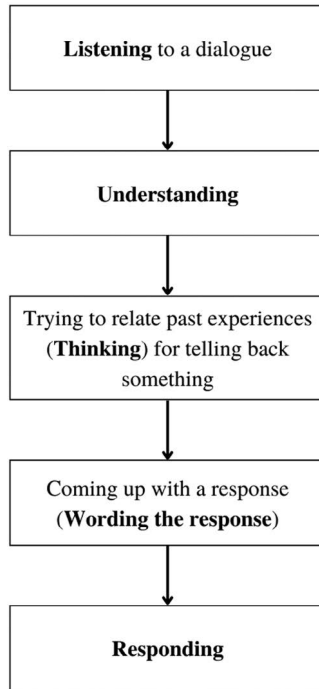 Listening to a dialogue
Understanding
Trying to relate past experiences
(Thinking) for telling back
something
Coming up with a response
(Wording the response)
Responding